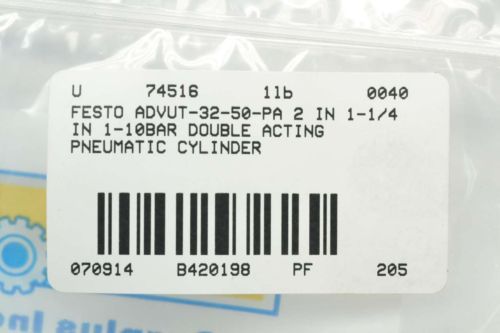 U 74516 1lb 0040
FESTO ADVUT-32-50-PA 2 IN 1-1/4
IN 1-10BAR DOUBLE ACTING
PNEUMATIC CYLINDER
070914 B420198 PF 205